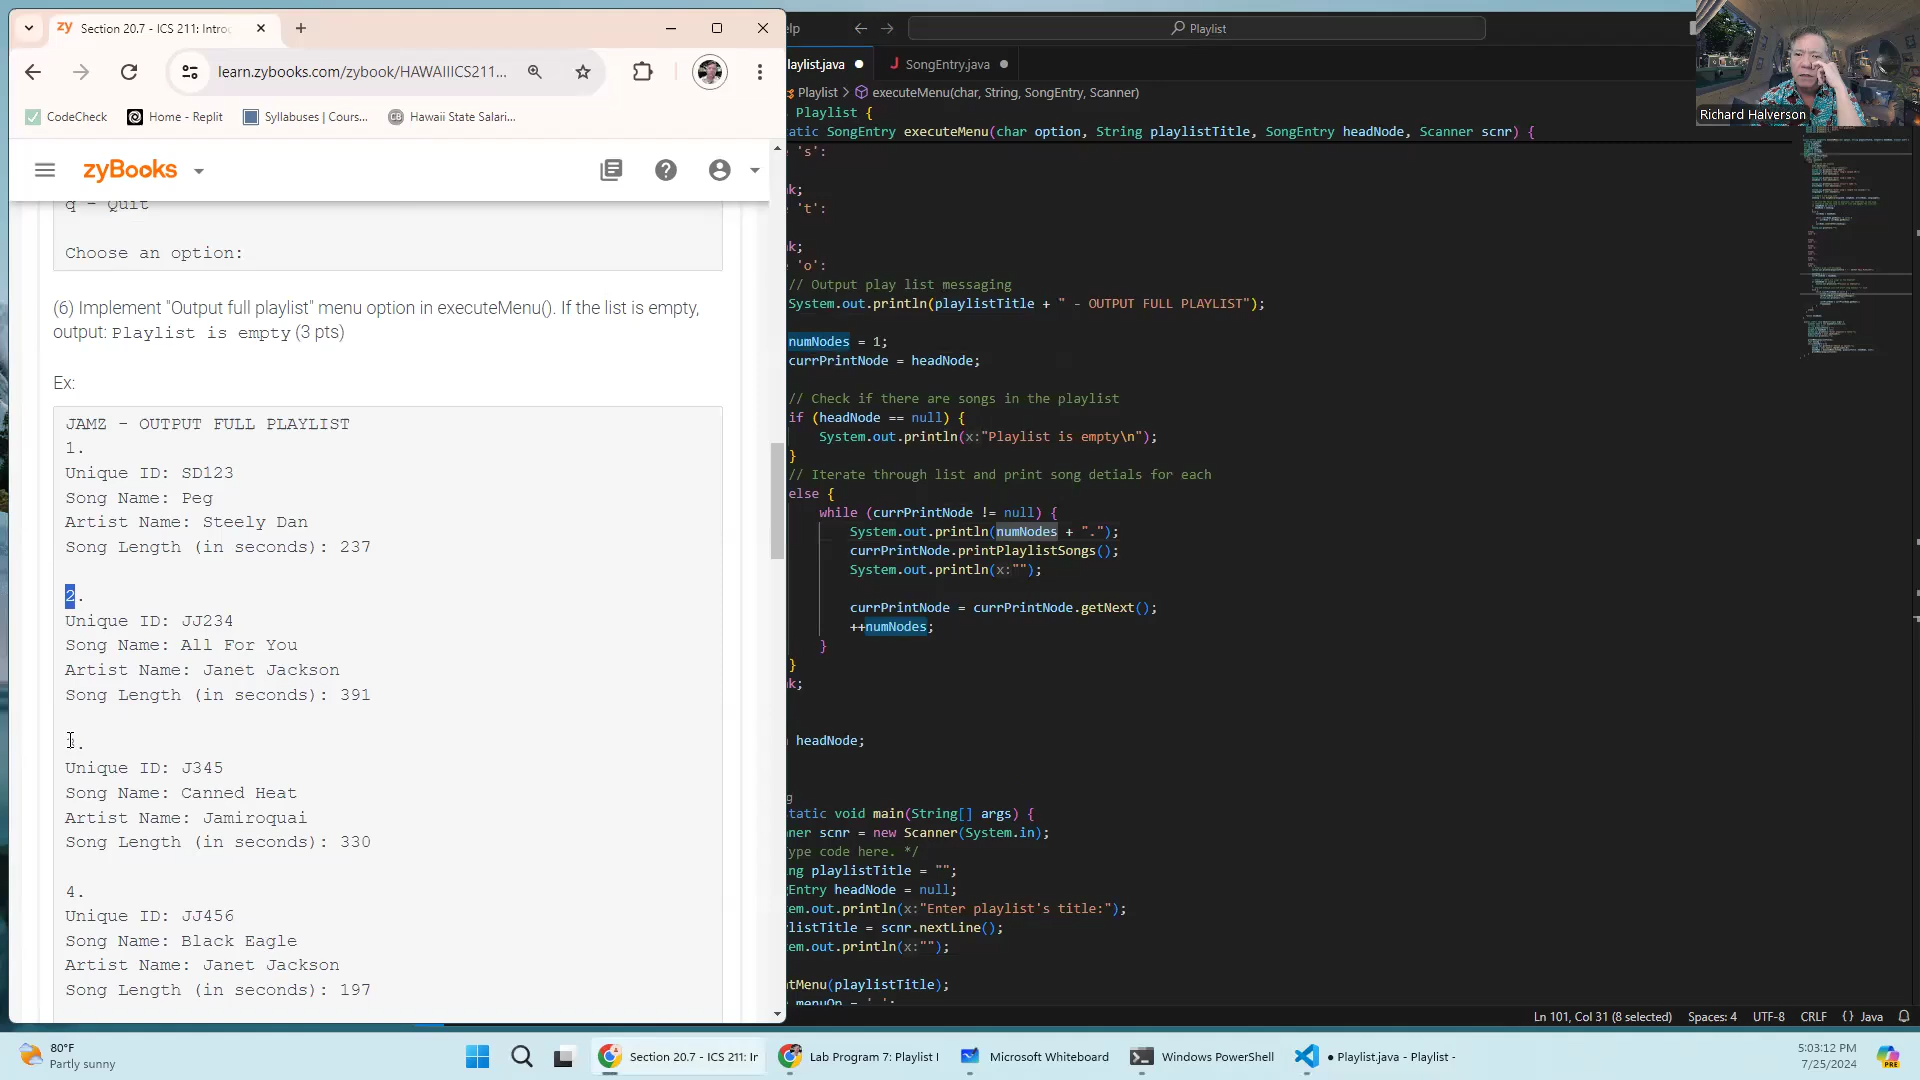 Section 20.7 - ICS 211: Introd
learn.zybooks.com/zybook/HAWAIIICS211...
CodeCheck
Home - Replit
Syllabuses | Cours...
Hawaii State Salari...
zyBooks
q - Quit
Choose an option:
(6) Implement "Output full playlist" menu option in executeMenu(). If the list is empty,
output: Playlist is empty (3 pts)
Ex:
JAMZ - OUTPUT FULL PLAYLIST
1.
Unique ID: SD123
Song Name: Peg
Artist Name: Steely Dan
Song Length (in seconds): 237
2.
Unique ID: JJ234
Song Name: All For You
Artist Name: Janet Jackson
Song Length (in seconds): 391
.
Unique ID: J345
Song Name: Canned Heat
Artist Name: Jamiroquai
Song Length (in seconds): 330
4.
Unique ID: JJ456
Song Name: Black Eagle
Artist Name: Janet Jackson
Song Length (in seconds): 197
elp
Playlist
laylist.java
SongEntry.java
Playlist > executeMenu(char, String, SongEntry, Scanner)
Playlist {
tatic SongEntry executeMenu(char option, String playlistTitle, SongEntry headNode, Scanner scnr) {
's':
k;
't':
k;
'o':
// Output play list messaging
System.out.println(playlistTitle + " - OUTPUT FULL PLAYLIST");
numNodes = 1;
currPrintNode = headNode;
// Check if there are songs in the playlist
if (headNode == null) {
System.out.println(x:"Playlist is empty\n");
}
// Iterate through list and print song detials for each
else {
while (currPrintNode != null) {
System.out.println(numNodes + ".");
currPrintNode.printPlaylistSongs();
System.out.println(x:"");
currPrintNode = currPrintNode.getNext();
++numNodes;
}
}
k;
headNode;
g
tatic void main(String[] args) {
ner scnr = new Scanner(System.in);
ype code here. */
ng playlistTitle = "";
gEntry headNode = null;
tem.out.println(x:"Enter playlist's title:");
ylistTitle = scnr.nextLine();
tem.out.println(x:"");
ntMenu(playlistTitle);
menuOp = ' ';
Richard Halverson
Ln 101, Col 31 (8 selected)
Spaces: 4
UTF-8
CRLF
{} Java
80°F
Partly sunny
Section 20.7 - ICS 211: Ir
Lab Program 7: Playlist I
Microsoft Whiteboard
Windows PowerShell
● Playlist.java - Playlist -
5:03:12 PM
7/25/2024
PRE